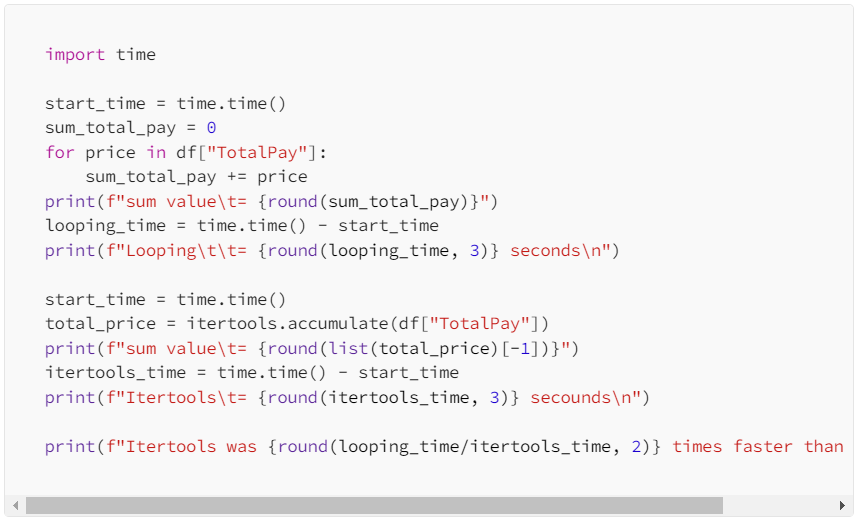 import time
start_time = time.time()
sum_total_pay = 0
for price in df["TotalPay"]:
    sum_total_pay += price
print(f"sum value\t= {round(sum_total_pay)}")
looping_time = time.time() - start_time
print(f"Looping\t\t= {round(looping_time, 3)} seconds\n")
start_time = time.time()
total_price = itertools.accumulate(df["TotalPay"])
print(f"sum value\t= {round(list(total_price)[-1])}")
itertools_time = time.time() - start_time
print(f"Itertools\t= {round(itertools_time, 3)} secounds\n")
print(f"Itertools was {round(looping_time/itertools_time, 2)} times faster than